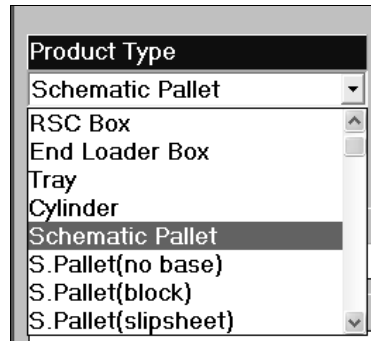 Product Type
Schematic Pallet
RSC Box
End Loader Box
Tray
Cylinder
Schematic Pallet
S.Pallet(no base)
S.Pallet(block)
S.Pallet(slipsheet)